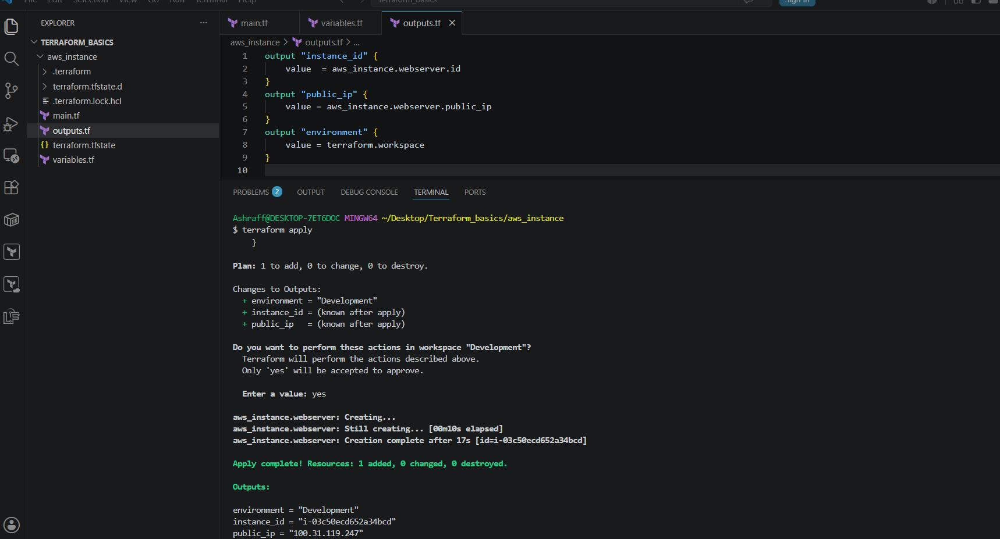 File Edit Selection View Go Run Terminal Help
Terraform_basics
Sign in
EXPLORER
TERRAFORM_BASICS
aws_instance
.terraform
terraform.tfstate.d
.terraform.lock.hcl
main.tf
outputs.tf
terraform.tfstate
variables.tf
main.tf
variables.tf
outputs.tf
aws_instance > outputs.tf > ...
1 output "instance_id" {
2     value  = aws_instance.webserver.id
3 }
4 output "public_ip" {
5     value = aws_instance.webserver.public_ip
6 }
7 output "environment" {
8     value = terraform.workspace
9 }
10
PROBLEMS 2 OUTPUT DEBUG CONSOLE TERMINAL PORTS
Ashraff@DESKTOP-7ET6DOC MINGW64 ~/Desktop/Terraform_basics/aws_instance
$ terraform apply
    }
Plan: 1 to add, 0 to change, 0 to destroy.
Changes to Outputs:
  + environment = "Development"
  + instance_id = (known after apply)
  + public_ip   = (known after apply)
Do you want to perform these actions in workspace "Development"?
  Terraform will perform the actions described above.
  Only 'yes' will be accepted to approve.
  Enter a value: yes
aws_instance.webserver: Creating...
aws_instance.webserver: Still creating... [00m10s elapsed]
aws_instance.webserver: Creation complete after 17s [id=i-03c50ecd652a34bcd]
Apply complete! Resources: 1 added, 0 changed, 0 destroyed.
Outputs:
environment = "Development"
instance_id = "i-03c50ecd652a34bcd"
public_ip = "100.31.119.247"